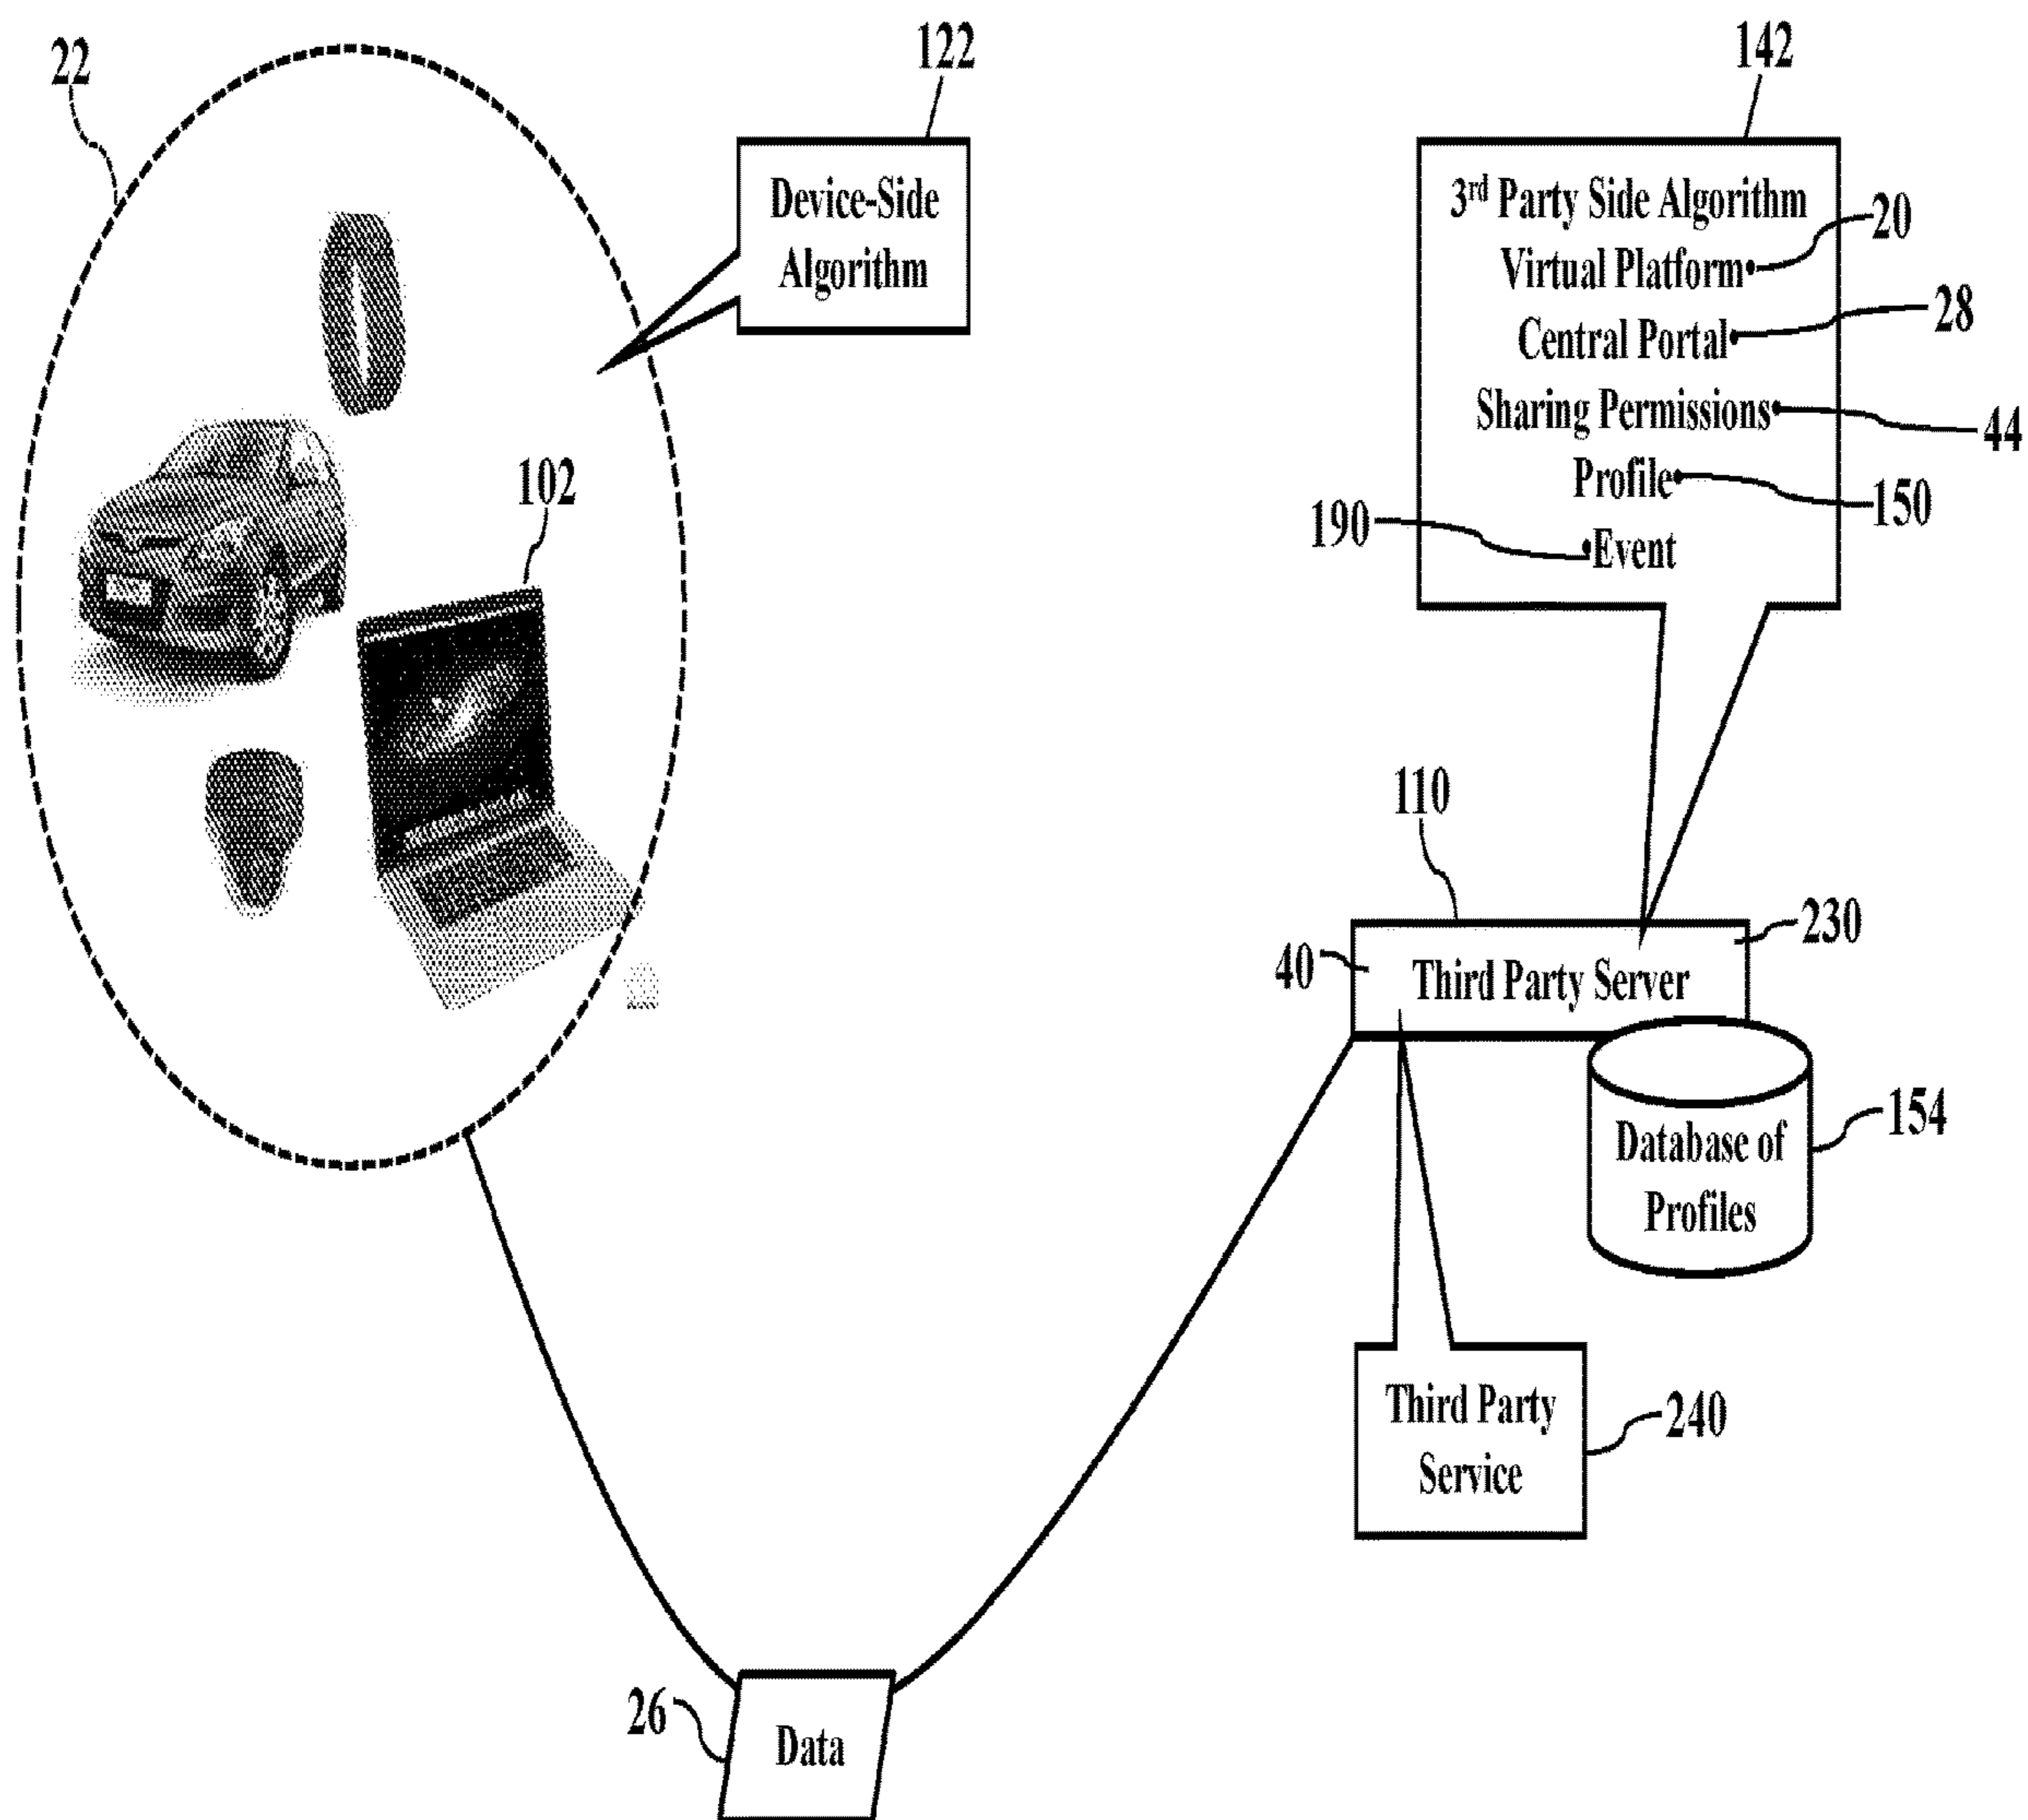 22
122
142
Device-Side
Algorithm
3rd Party Side Algorithm
Virtual Platform
20
Central Portal
28
Sharing Permissions
44
Profile
150
190
Event
102
110
230
40
Third Party Server
Database of
Profiles
154
Third Party
Service
240
26
Data